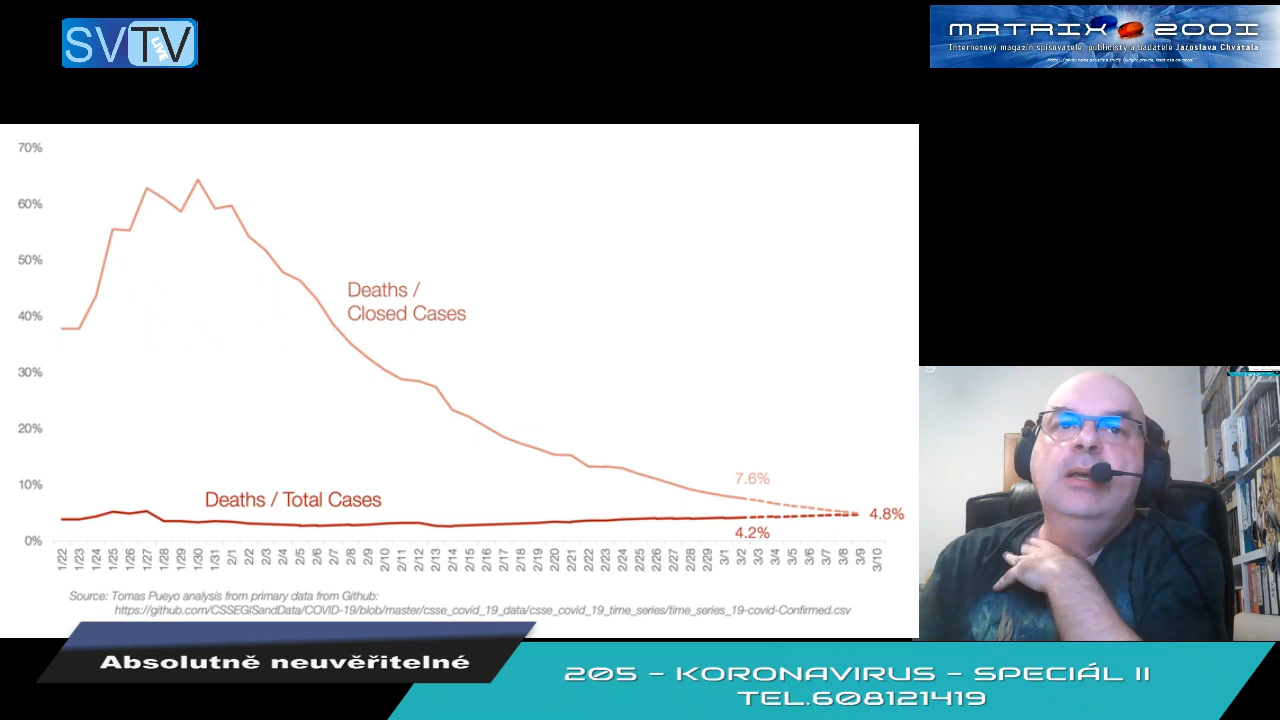 SVTV
LIVE
MATRIX 2001
Internetový magazín spisovatele, publicisty a badatele Jaroslava Chvátala
70%
60%
50%
40%
30%
20%
10%
0%
Deaths /
Closed Cases
Deaths / Total Cases
7.6%
4.8%
4.2%
1/22 1/23 1/24 1/25 1/26 1/27 1/28 1/29 1/30 1/31 2/1 2/2 2/3 2/4 2/5 2/6 2/7 2/8 2/9 2/10 2/11 2/12 2/13 2/14 2/15 2/16 2/17 2/18 2/19 2/20 2/21 2/22 2/23 2/24 2/25 2/26 2/27 2/28 2/29 3/1 3/2 3/3 3/4 3/5 3/6 3/7 3/8 3/9 3/10
Source: Tomas Pueyo analysis from primary data from Github:
https://github.com/CSSEGISandData/COVID-19/blob/master/csse_covid_19_data/csse_covid_19_time_series/time_series_19-covid-Confirmed.csv
Absolutně neuvěřitelné
205 - KORONAVIRUS - SPECIÁL II
TEL.608121419